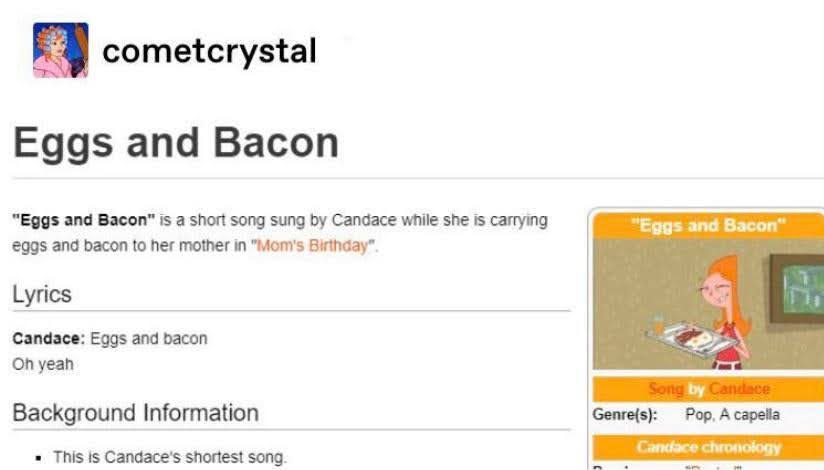 cometcrystal
Eggs and Bacon
"Eggs and Bacon" is a short song sung by Candace while she is carrying
eggs and bacon to her mother in "Mom's Birthday".
Lyrics
Candace: Eggs and bacon
Oh yeah
Background Information
▪ This is Candace's shortest song.
"Eggs and Bacon"
Song by Candace
Genre(s): Pop, A capella
Candace chronology